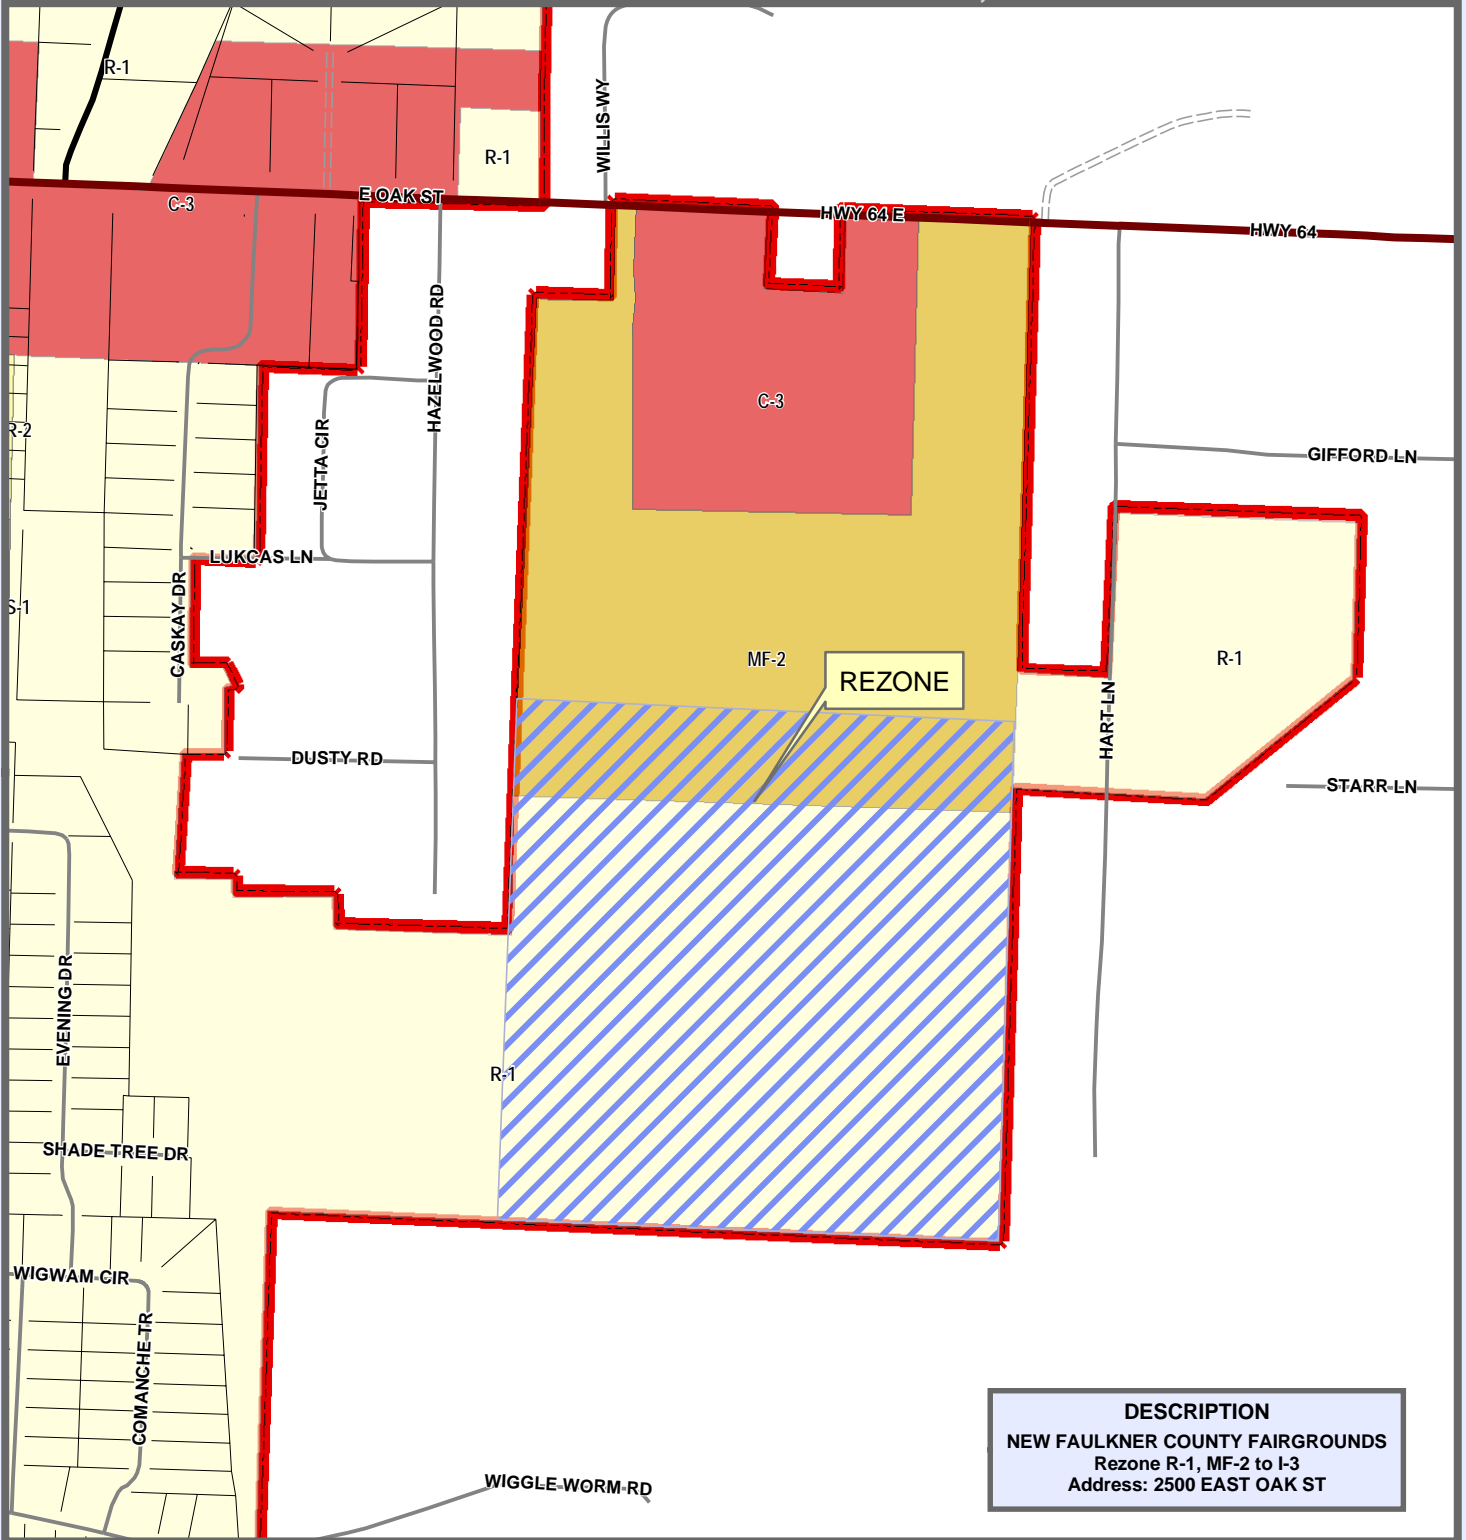 R-1
WILLIS WY
R-1
E OAK ST
C-3
HWY 64 E
HWY 64
HAZELWOOD RD
C-3
JETTA CIR
R-2
GIFFORD LN
LUKCAS LN
CASKAY DR
S-1
MF-2
R-1
REZONE
HART LN
DUSTY RD
STARR LN
EVENING DR
R-1
SHADE TREE DR
WIGWAM CIR
COMANCHE TR
WIGGLE WORM RD
DESCRIPTION
NEW FAULKNER COUNTY FAIRGROUNDS
Rezone R-1, MF-2 to I-3
Address: 2500 EAST OAK ST